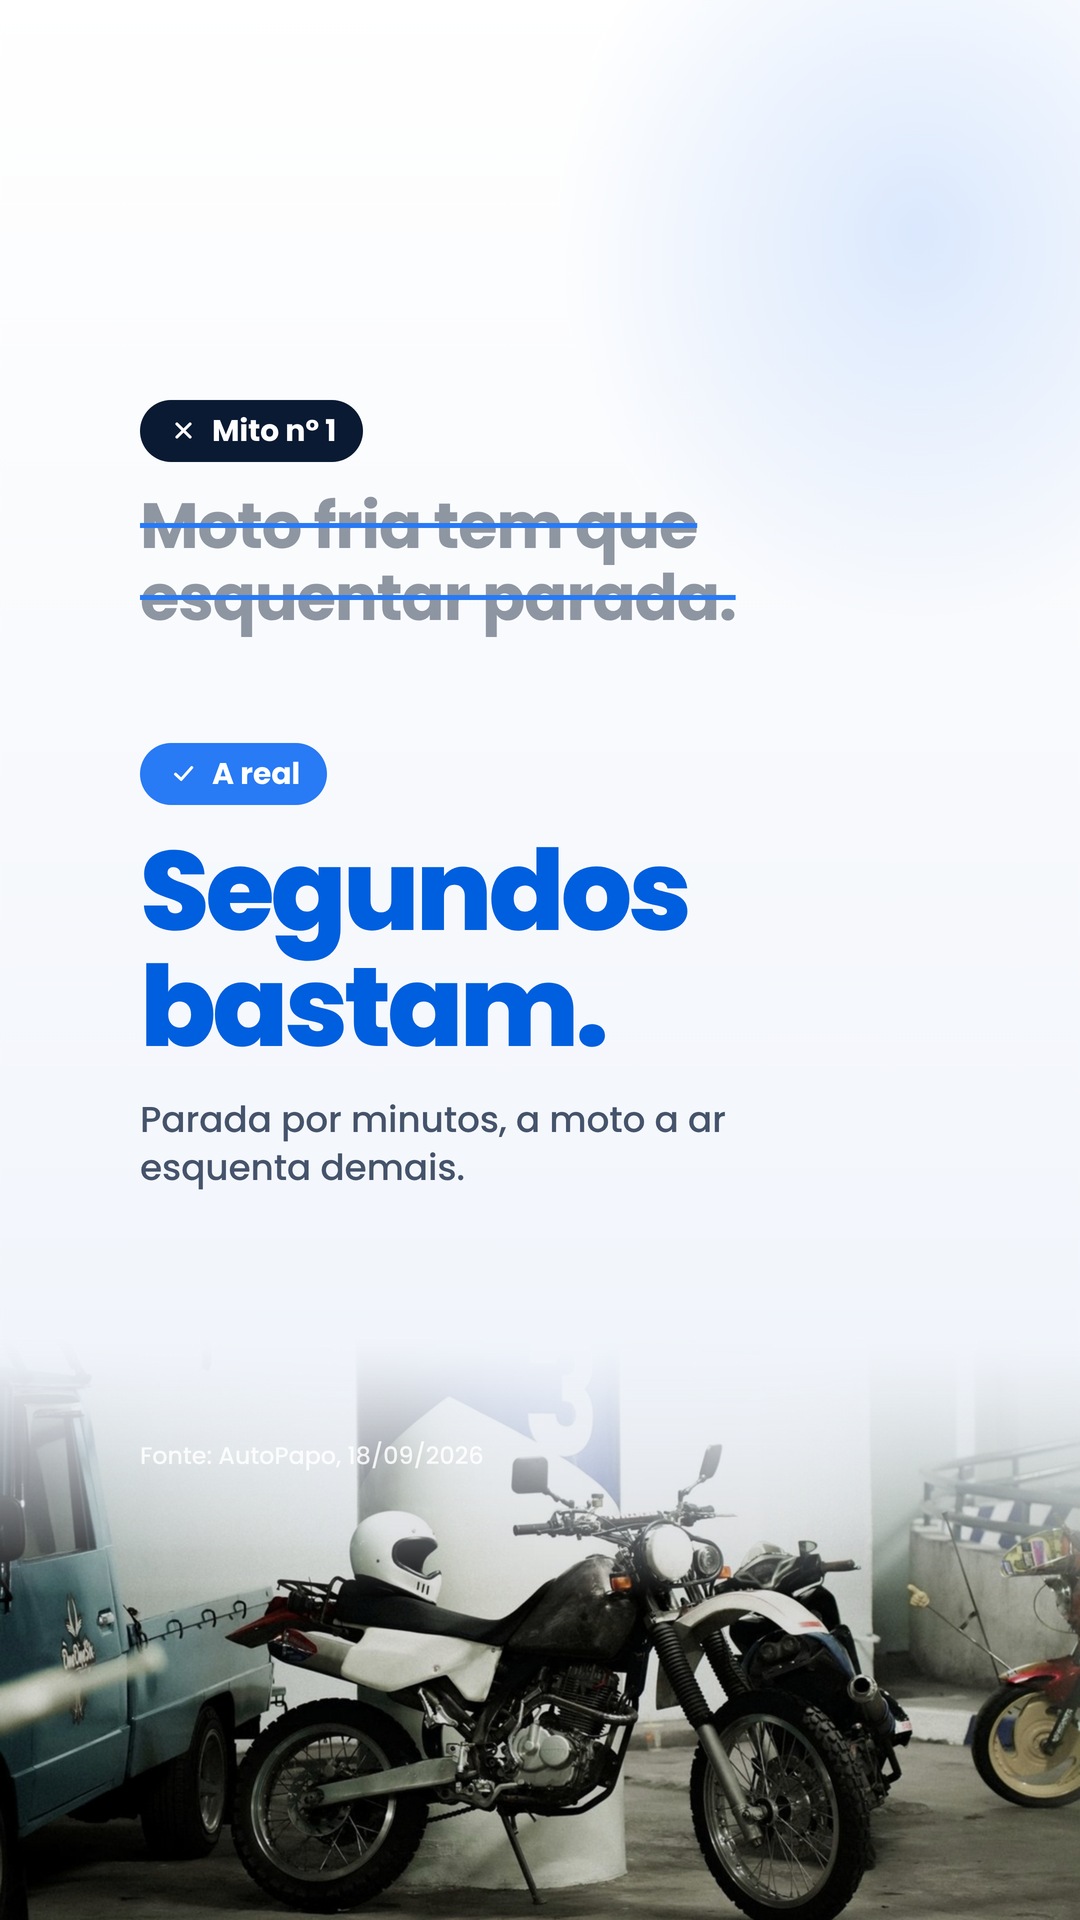 Mito nº 1
Moto fria tem que
esquentar parada.
A real
Segundos
bastam.
Parada por minutos, a moto a ar
esquenta demais.
3
Fonte: AutoPapo, 18/09/2026